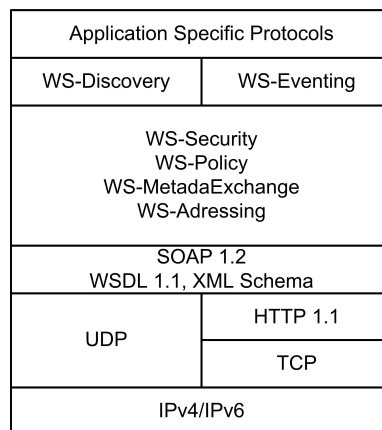 Application Specific Protocols
WS-Discovery
WS-Eventing
WS-Security
WS-Policy
WS-MetadaExchange
WS-Adressing
SOAP 1.2
WSDL 1.1, XML Schema
UDP
HTTP 1.1
TCP
IPv4/IPv6